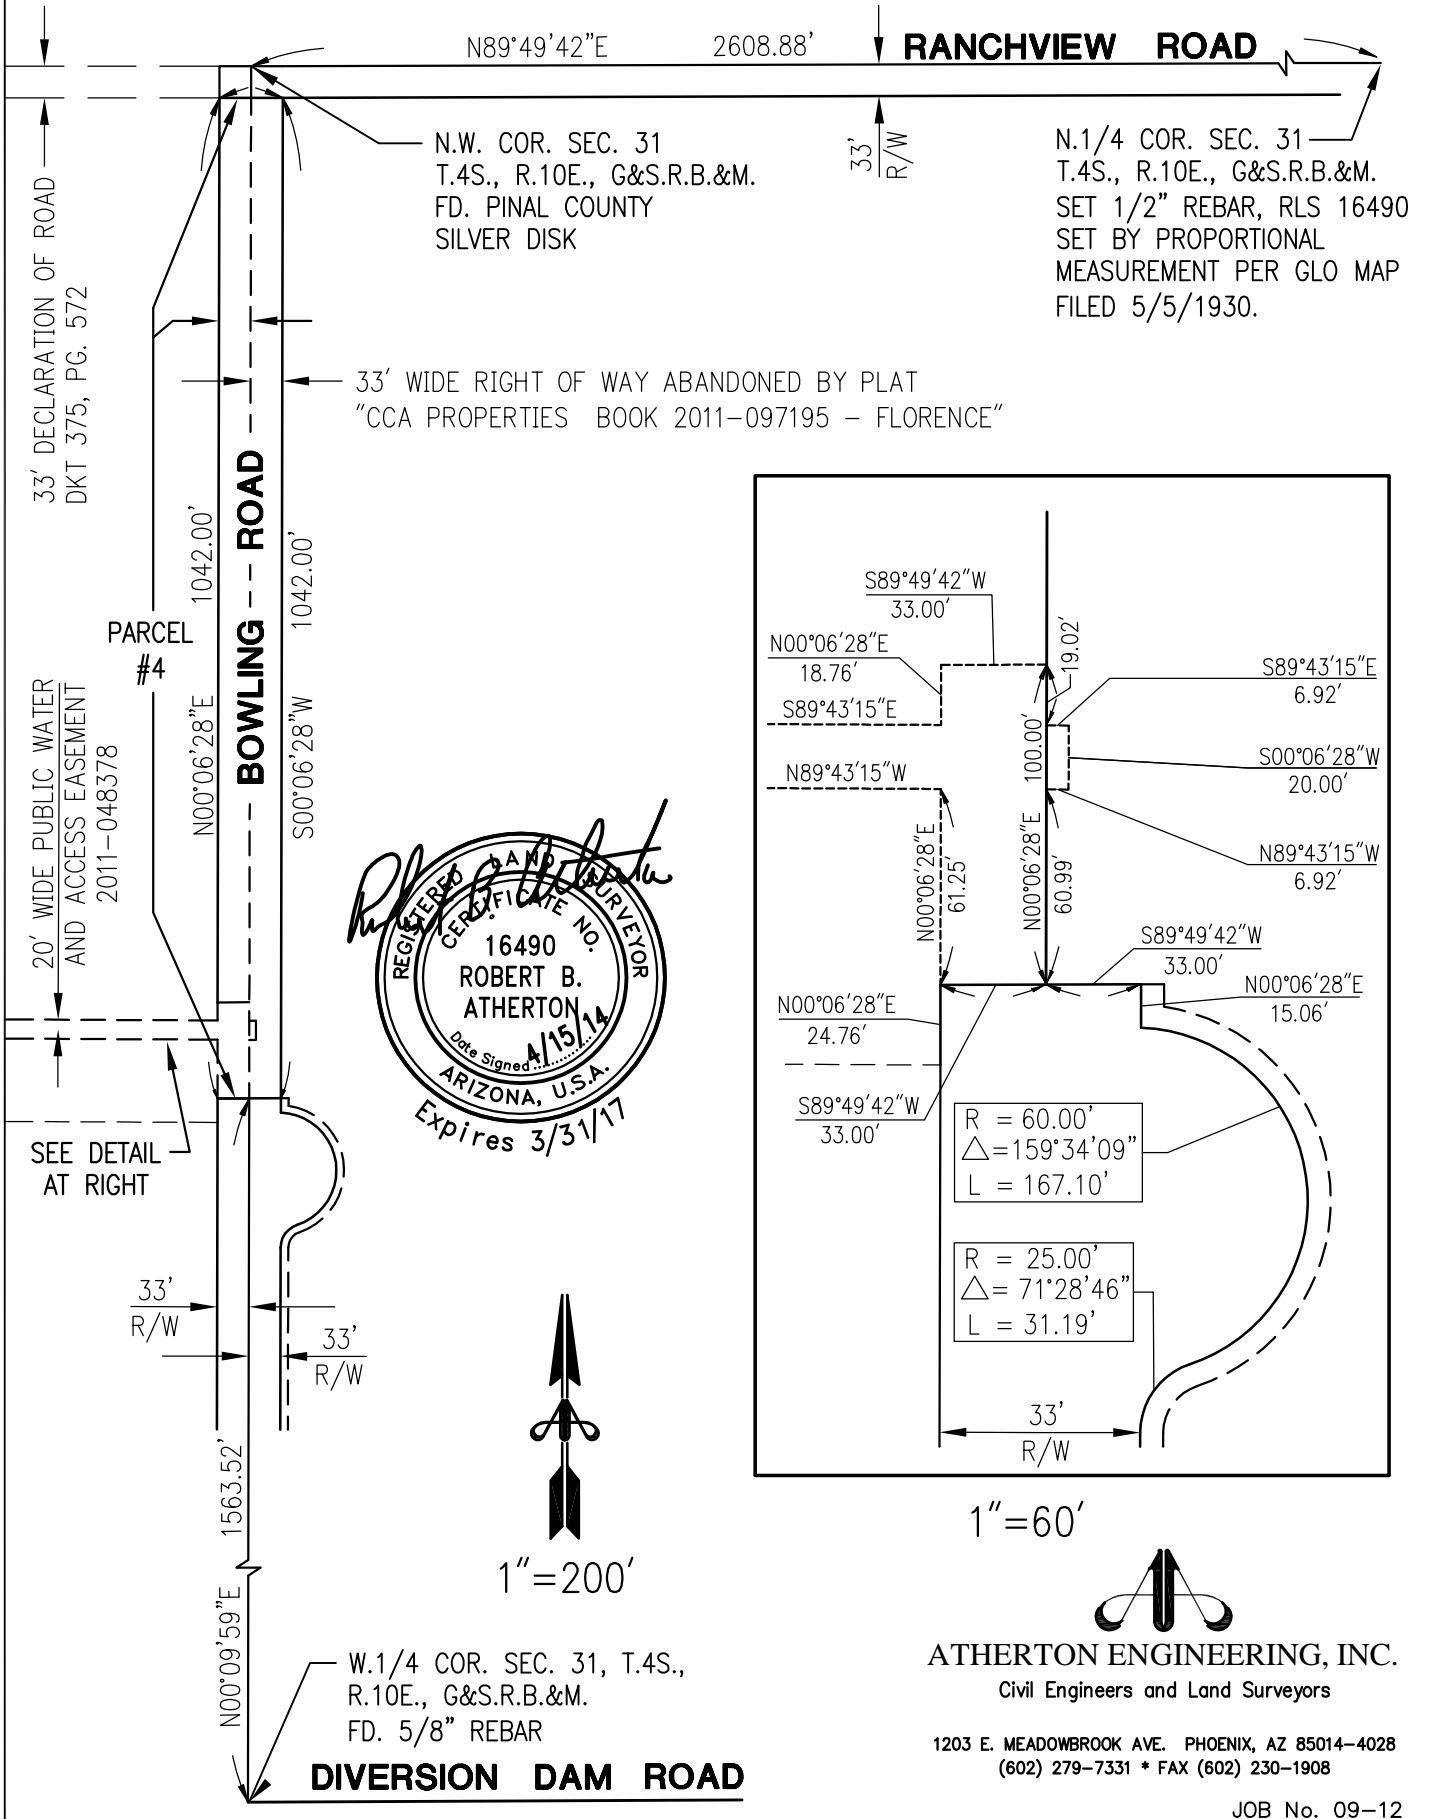 N89°49'42"E 2608.88' RANCHVIEW ROAD
N.W. COR. SEC. 31
T.4S., R.10E., G&S.R.B.&M.
FD. PINAL COUNTY
SILVER DISK
33'
R/W
N.1/4 COR. SEC. 31
T.4S., R.10E., G&S.R.B.&M.
SET 1/2" REBAR, RLS 16490
SET BY PROPORTIONAL
MEASUREMENT PER GLO MAP
FILED 5/5/1930.
33' DECLARATION OF ROAD
DKT 375, PG. 572
33' WIDE RIGHT OF WAY ABANDONED BY PLAT
"CCA PROPERTIES BOOK 2011-097195 - FLORENCE"
N00°06'28"E 1042.00'
BOWLING ROAD
S00°06'28"W 1042.00'
PARCEL
#4
20' WIDE PUBLIC WATER
AND ACCESS EASEMENT
2011-048378
SEE DETAIL
AT RIGHT
33'
R/W
33'
R/W
N00°09'59"E 1563.52'
REGISTERED LAND SURVEYOR
CERTIFICATE NO.
16490
ROBERT B.
ATHERTON
Date Signed 4/15/14
ARIZONA, U.S.A.
Expires 3/31/17
Robert B. Atherton
S89°49'42"W
33.00'
N00°06'28"E
18.76'
S89°43'15"E
N89°43'15"W
19.02'
S89°43'15"E
6.92'
S00°06'28"W
20.00'
N89°43'15"W
6.92'
N00°06'28"E
61.25'
N00°06'28"E 100.00'
60.99'
S89°49'42"W
33.00'
N00°06'28"E
15.06'
N00°06'28"E
24.76'
S89°49'42"W
33.00'
R = 60.00'
△=159°34'09"
L = 167.10'
R = 25.00'
△= 71°28'46"
L = 31.19'
33'
R/W
1"=60'
1"=200'
W.1/4 COR. SEC. 31, T.4S.,
R.10E., G&S.R.B.&M.
FD. 5/8" REBAR
DIVERSION DAM ROAD
ATHERTON ENGINEERING, INC.
Civil Engineers and Land Surveyors
1203 E. MEADOWBROOK AVE. PHOENIX, AZ 85014-4028
(602) 279-7331 * FAX (602) 230-1908
JOB No. 09-12